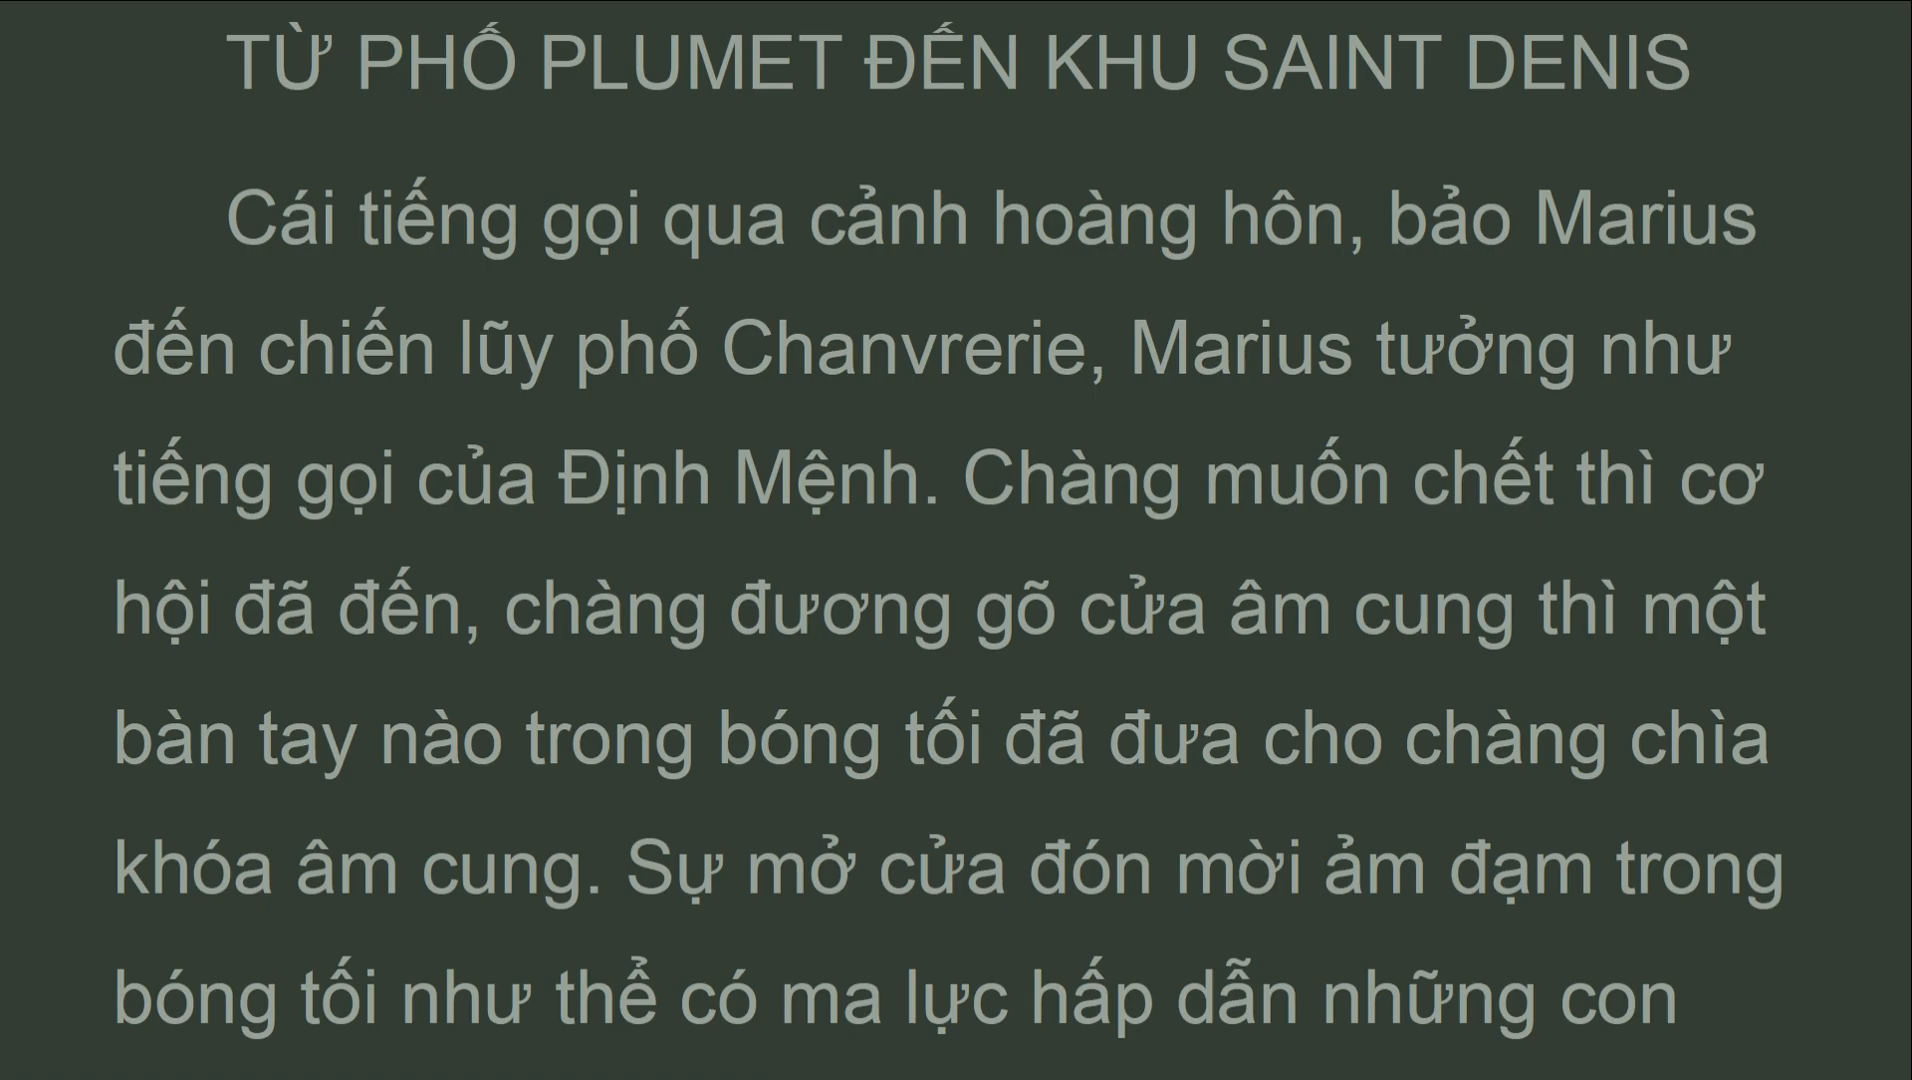 TỪ PHỐ PLUMET ĐẾN KHU SAINT DENIS
Cái tiếng gọi qua cảnh hoàng hôn, bảo Marius
đến chiến lũy phố Chanvrerie, Marius tưởng như
tiếng gọi của Định Mệnh. Chàng muốn chết thì cơ
hội đã đến, chàng đương gõ cửa âm cung thì một
bàn tay nào trong bóng tối đã đưa cho chàng chìa
khóa âm cung. Sự mở cửa đón mời ảm đạm trong
bóng tối như thể có ma lực hấp dẫn những con